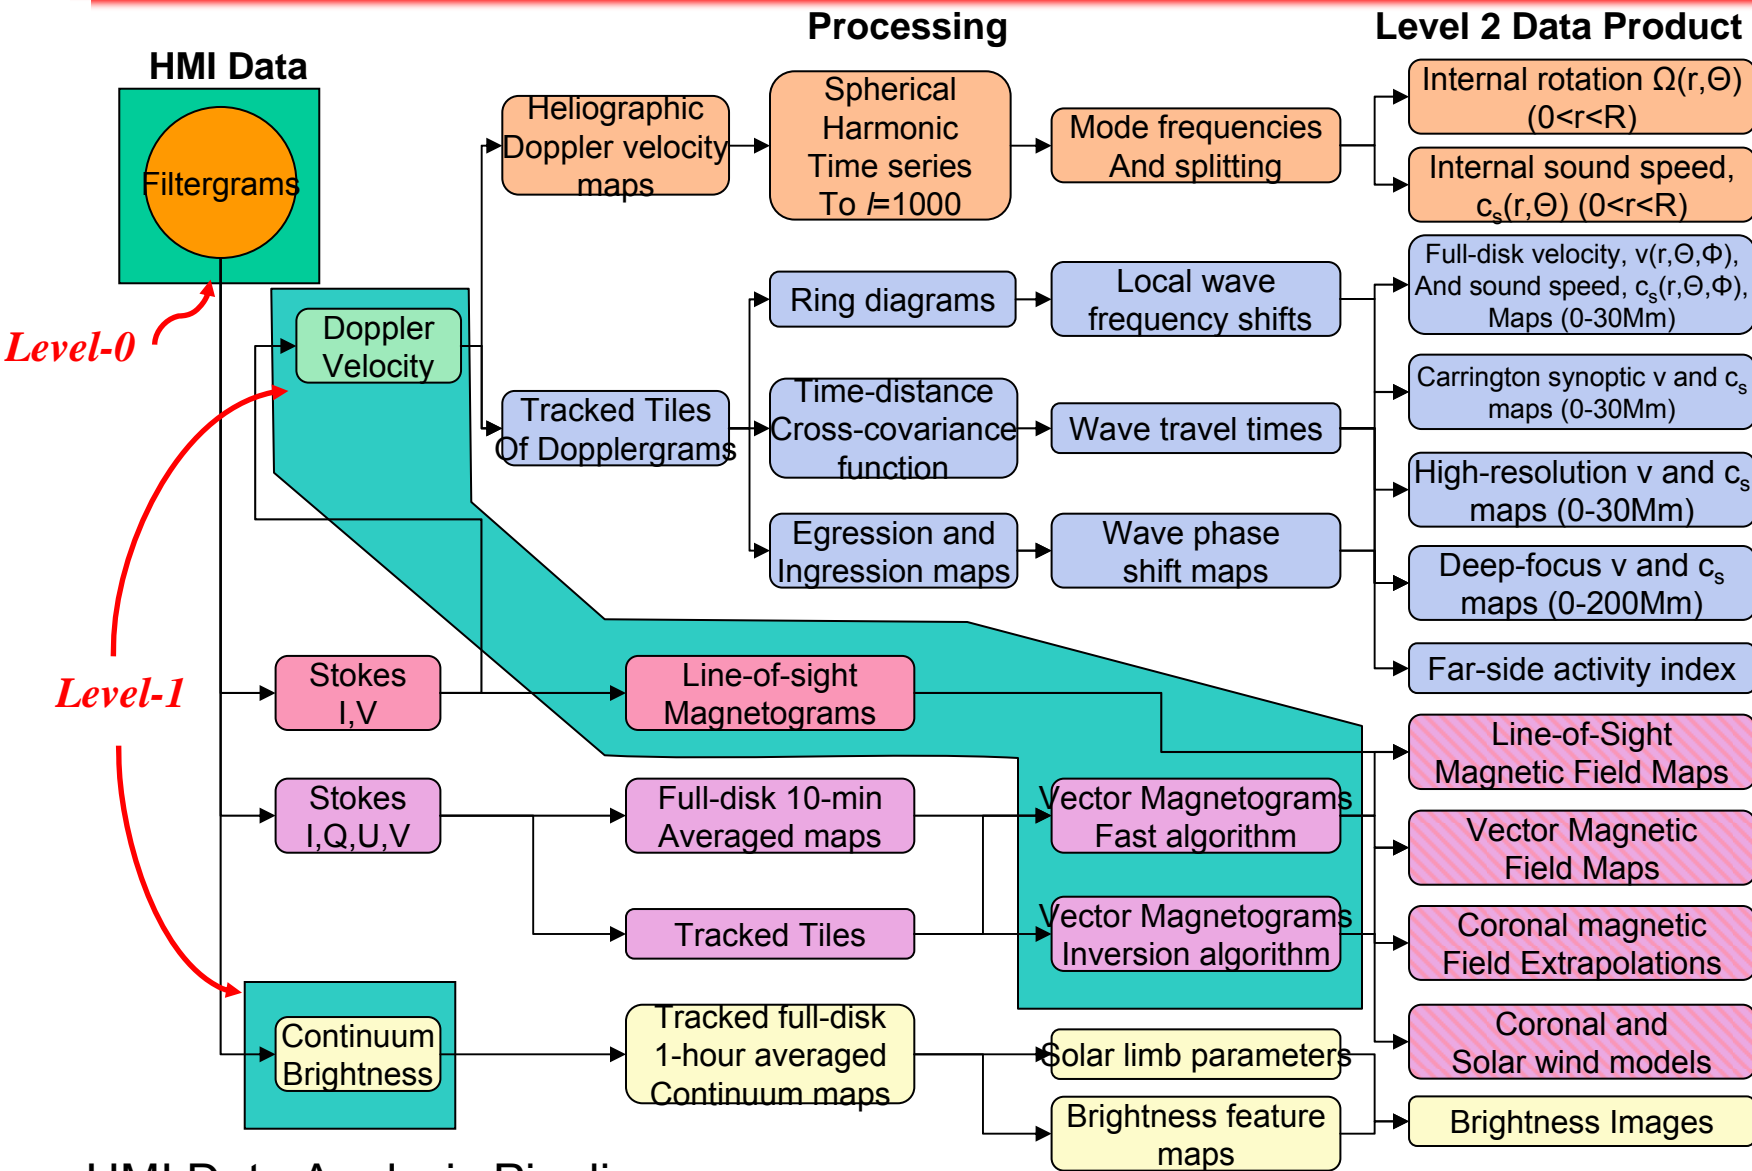 Processing
Level 2 Data Product
HMI Data
Filtergrams
Level-0
Level-1
Heliographic
Doppler velocity
maps
Spherical
Harmonic
Time series
To l=1000
Mode frequencies
And splitting
Internal rotation Ω(r,Θ)
(0<r<R)
Internal sound speed,
cs(r,Θ) (0<r<R)
Doppler
Velocity
Tracked Tiles
Of Dopplergrams
Ring diagrams
Local wave
frequency shifts
Time-distance
Cross-covariance
function
Wave travel times
Egression and
Ingression maps
Wave phase
shift maps
Full-disk velocity, v(r,Θ,Φ),
And sound speed, cs(r,Θ,Φ),
Maps (0-30Mm)
Carrington synoptic v and cs
maps (0-30Mm)
High-resolution v and cs
maps (0-30Mm)
Deep-focus v and cs
maps (0-200Mm)
Far-side activity index
Stokes
I,V
Line-of-sight
Magnetograms
Line-of-Sight
Magnetic Field Maps
Stokes
I,Q,U,V
Full-disk 10-min
Averaged maps
Vector Magnetograms
Fast algorithm
Vector Magnetic
Field Maps
Tracked Tiles
Vector Magnetograms
Inversion algorithm
Coronal magnetic
Field Extrapolations
Coronal and
Solar wind models
Continuum
Brightness
Tracked full-disk
1-hour averaged
Continuum maps
Solar limb parameters
Brightness feature
maps
Brightness Images
HMI Data Analysis Pipeline